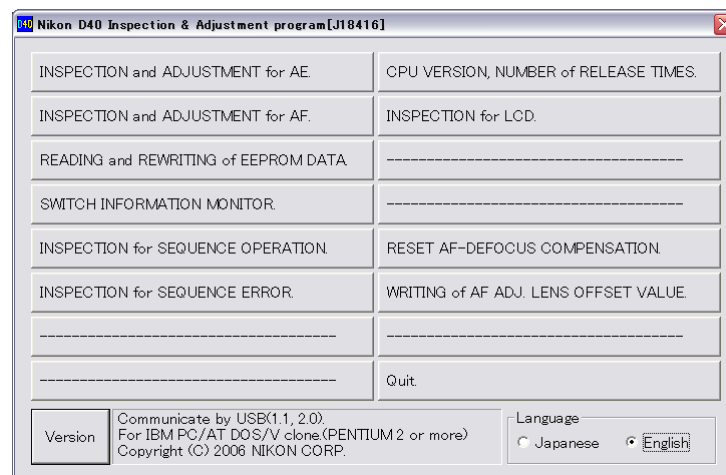 Nikon D40 Inspection & Adjustment program[J18416]
INSPECTION and ADJUSTMENT for AE.
CPU VERSION, NUMBER of RELEASE TIMES.
INSPECTION and ADJUSTMENT for AF.
INSPECTION for LCD.
READING and REWRITING of EEPROM DATA.
------------------------------------
SWITCH INFORMATION MONITOR.
------------------------------------
INSPECTION for SEQUENCE OPERATION.
RESET AF-DEFOCUS COMPENSATION.
INSPECTION for SEQUENCE ERROR.
WRITING of AF ADJ. LENS OFFSET VALUE.
------------------------------------
------------------------------------
------------------------------------
Quit.
Version
Communicate by USB(1.1, 2.0).
For IBM PC/AT DOS/V clone.(PENTIUM 2 or more)
Copyright (C) 2006 NIKON CORP.
Language
Japanese
English